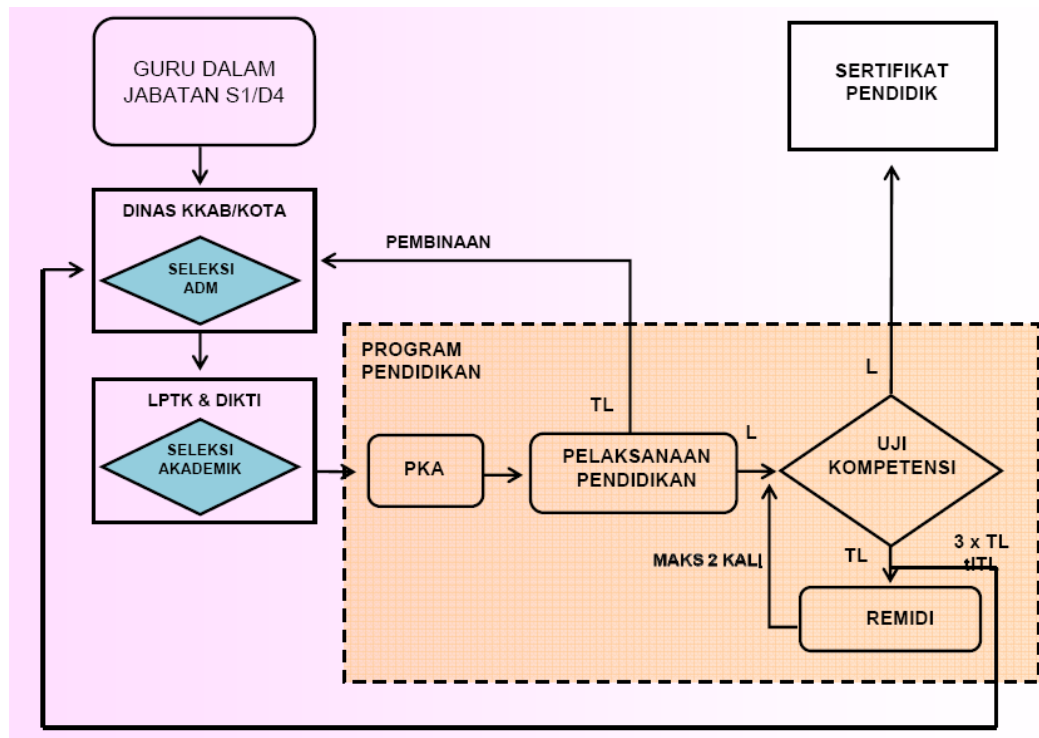 GURU DALAM
JABATAN S1/D4
SERTIFIKAT
PENDIDIK
DINAS KKAB/KOTA
SELEKSI
ADM
PEMBINAAN
PROGRAM
PENDIDIKAN
LPTK & DIKTI
SELEKSI
AKADEMIK
PKA
TL
PELAKSANAAN
PENDIDIKAN
L
L
UJI
KOMPETENSI
MAKS 2 KALI
TL
3 x TL
tITL
REMIDI